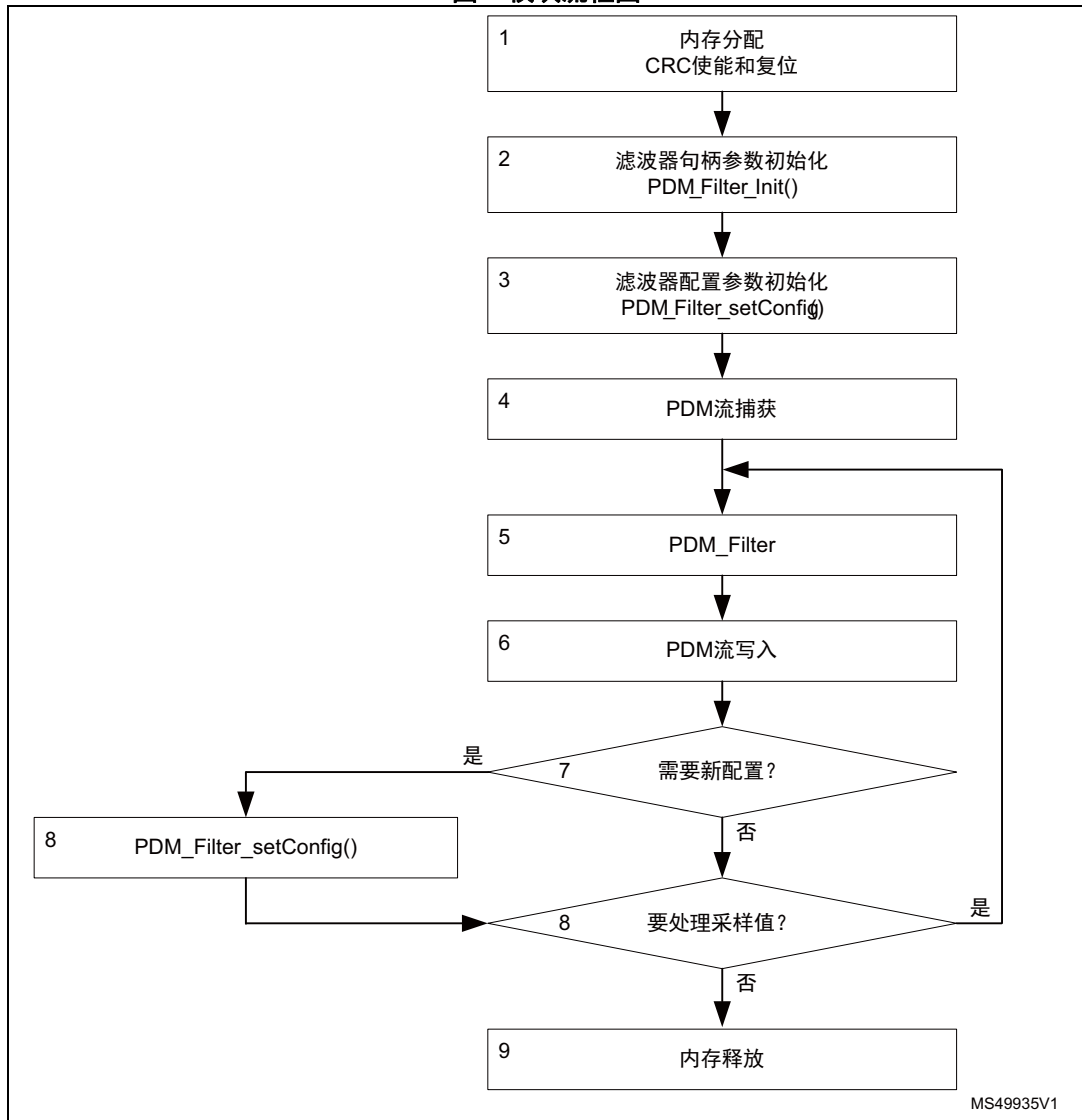 1
内存分配
CRC使能和复位
2
滤波器句柄参数初始化
PDM_Filter_Init()
3
滤波器配置参数初始化
PDM_Filter_setConfig()
4
PDM流捕获
5
PDM_Filter
6
PDM流写入
是
7
需要新配置?
否
8
PDM_Filter_setConfig()
8
要处理采样值?
是
否
9
内存释放
MS49935V1